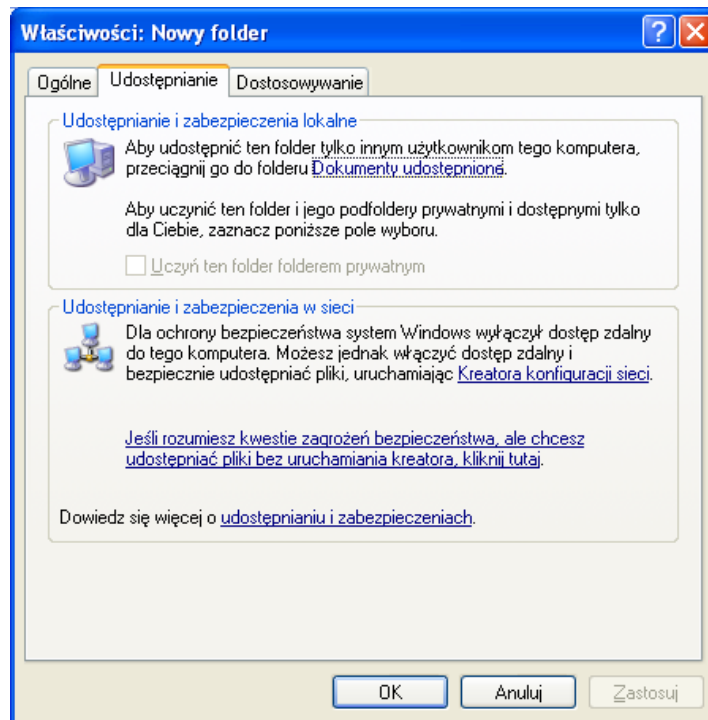 Właściwości: Nowy folder
Ogólne Udostępnianie Dostosowywanie
Udostępnianie i zabezpieczenia lokalne
Aby udostępnić ten folder tylko innym użytkownikom tego komputera,
przeciągnij go do folderu Dokumenty udostępnione.
Aby uczynić ten folder i jego podfoldery prywatnymi i dostępnymi tylko
dla Ciebie, zaznacz poniższe pole wyboru.
Uczyń ten folder folderem prywatnym
Udostępnianie i zabezpieczenia w sieci
Dla ochrony bezpieczeństwa system Windows wyłączył dostęp zdalny
do tego komputera. Możesz jednak włączyć dostęp zdalny i
bezpiecznie udostępniać pliki, uruchamiając Kreatora konfiguracji sieci.
Jeśli rozumiesz kwestie zagrożeń bezpieczeństwa, ale chcesz
udostępniać pliki bez uruchamiania kreatora, kliknij tutaj.
Dowiedz się więcej o udostępnianiu i zabezpieczeniach.
OK Anuluj Zastosuj